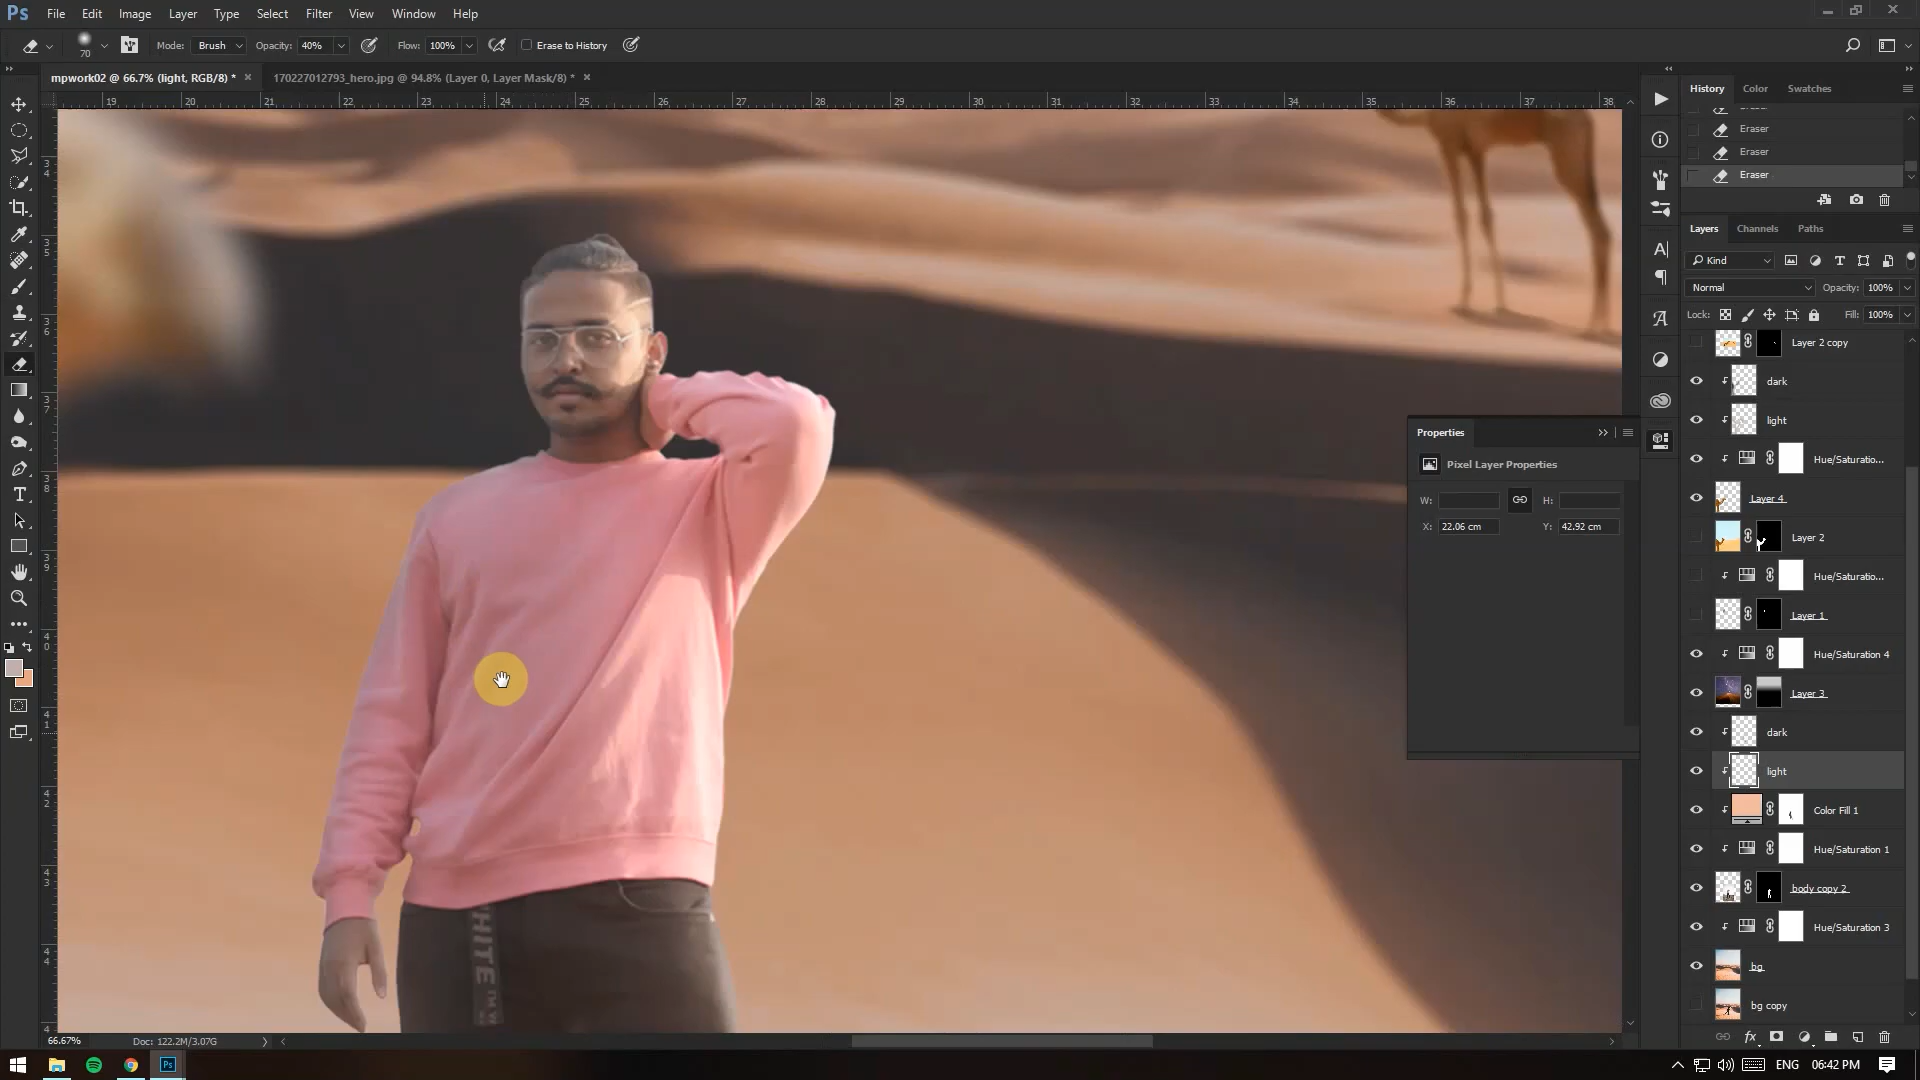 Ps File Edit Image Layer Type Select Filter View Window Help
70 Mode: Brush Opacity: 40% Flow: 100% Erase to History
mpwork02 @ 66.7% (light, RGB/8) * × 170227012793_hero.jpg @ 94.8% (Layer 0, Layer Mask/8) * ×
19 20 21 22 23 24 25 26 27 28 29 30 31 32 33 34 35 36 37 38
History Color Swatches
Eraser
Eraser
Eraser
Eraser
Layers Channels Paths
Kind
Normal Opacity: 100%
Lock: Fill: 100%
Layer 2 copy
dark
light
Hue/Saturatio...
Layer 4
Layer 2
Hue/Saturatio...
Layer 1
Hue/Saturation 4
Layer 3
dark
light
Color Fill 1
Hue/Saturation 1
body copy 2
Hue/Saturation 3
bg
bg copy
Properties
Pixel Layer Properties
W: H:
X: 22.06 cm Y: 42.92 cm
WHITE
66.67% Doc: 122.2M/3.07G
Ps ENG 06:42 PM